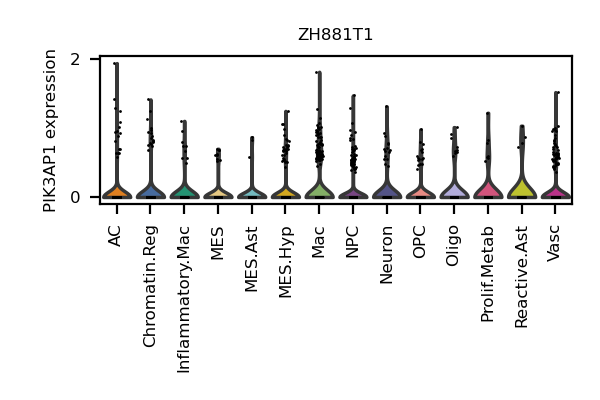 ZH881T1
PIK3AP1 expression
2
0
AC
Chromatin.Reg
Inflammatory.Mac
MES
MES.Ast
MES.Hyp
Mac
NPC
Neuron
OPC
Oligo
Prolif.Metab
Reactive.Ast
Vasc